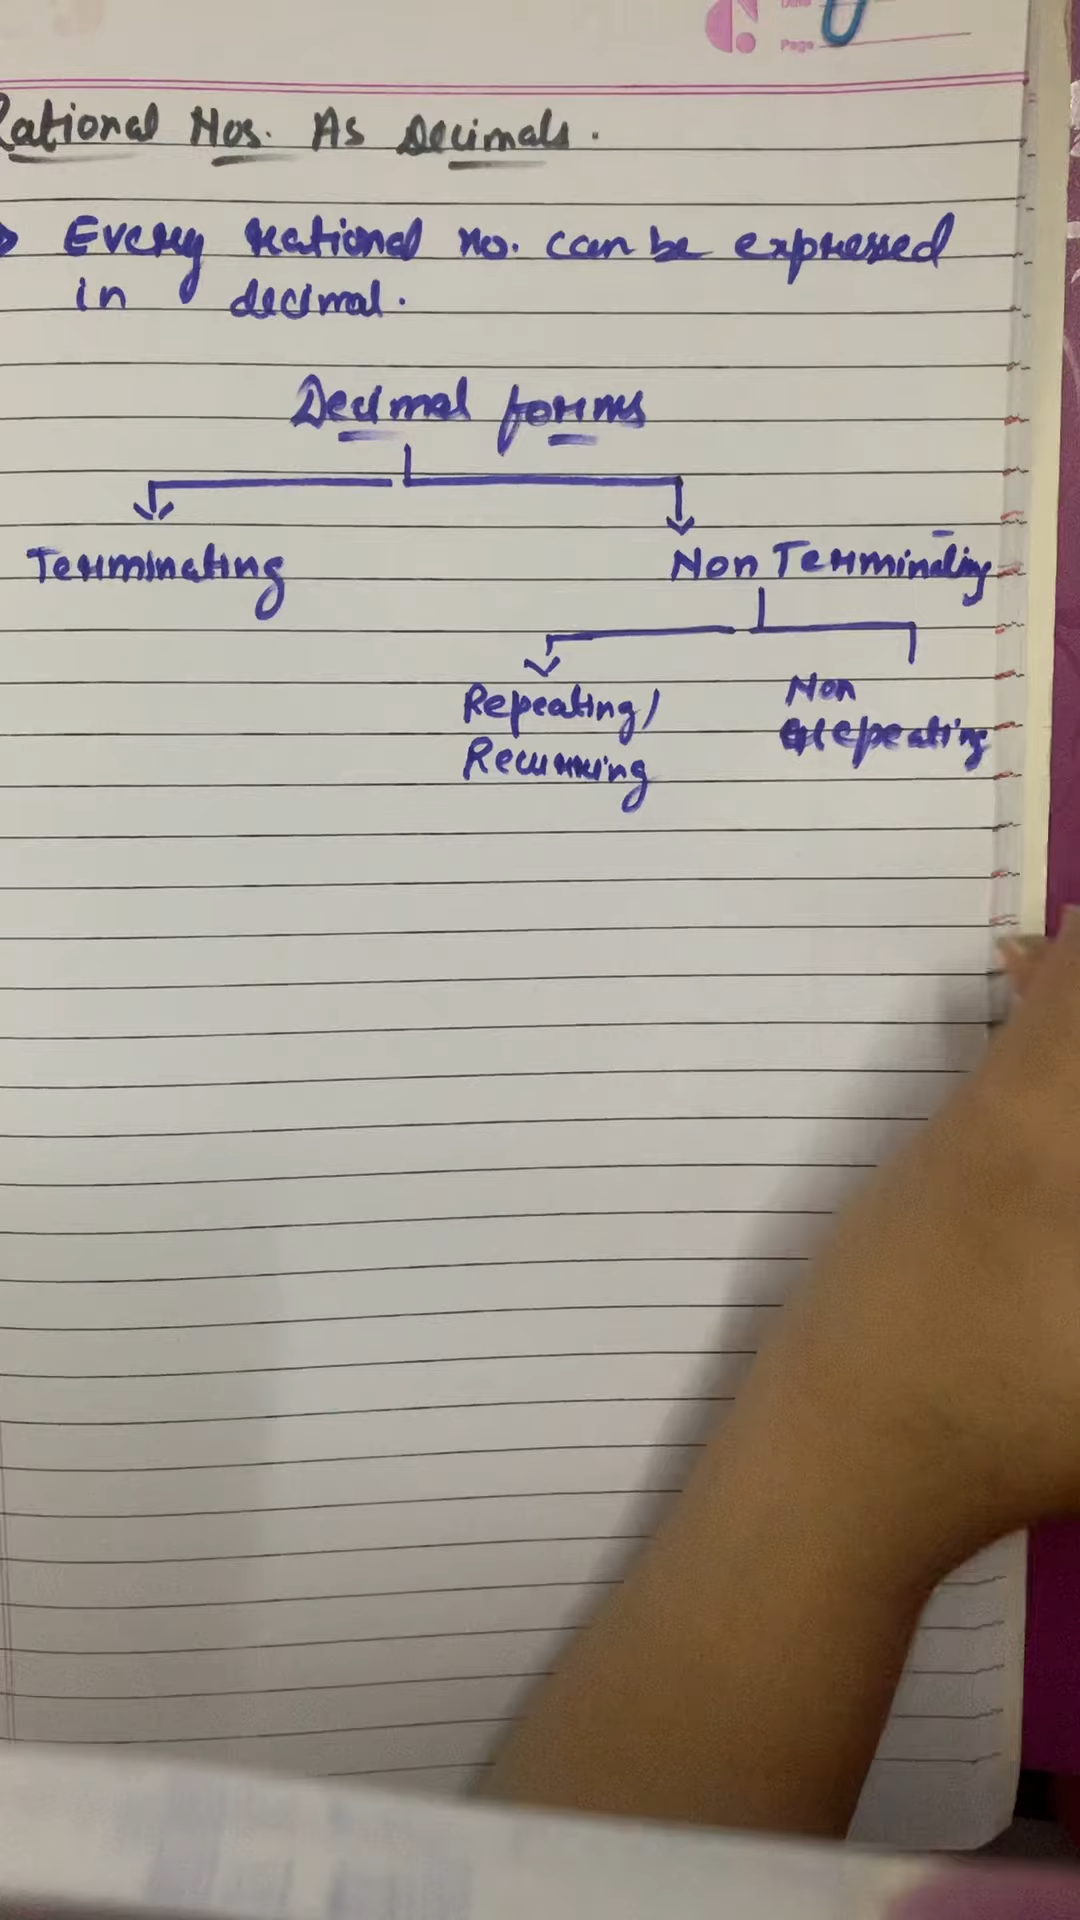 Page
Rational Nos. As Decimals.
Every rational no. can be expressed
in decimal.
Decimal forms
Terminating
Non Terminating
Repeating/
Recurring
Non
repeating